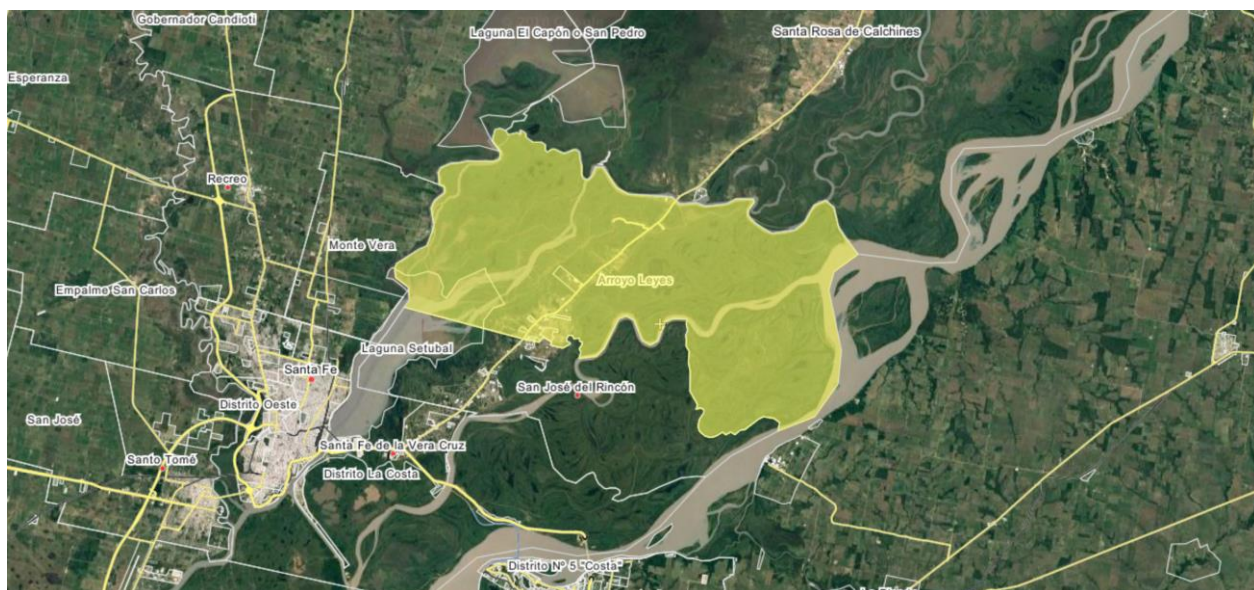 Gobernador Candioti
Laguna El Capón o San Pedro
Santa Rosa de Calchines
Esperanza
Recreo
Monte Vera
Arroyo Leyes
Empalme San Carlos
Laguna Setubal
Santa Fe
San José del Rincón
Distrito Oeste
San José
Santa Fe de la Vera Cruz
Santo Tomé
Distrito La Costa
Distrito Nº 5 "Costa"